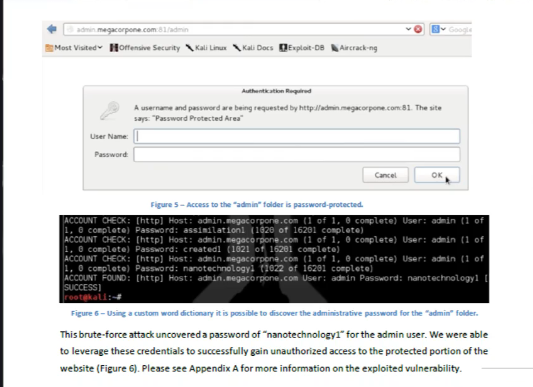 admin.megacorpone.com:81/admin
Google
Most Visited Offensive Security Kali Linux Kali Docs Exploit-DB Aircrack-ng
Authentication Required
A username and password are being requested by http://admin.megacorpone.com:81. The site
says: "Password Protected Area"
User Name:
Password:
Cancel OK
Figure 5 – Access to the "admin" folder is password-protected.
ACCOUNT CHECK: [http] Host: admin.megacorpone.com (1 of 1, 0 complete) User: admin (1 of
1, 0 complete) Password: assimilation1 (1020 of 16201 complete)
ACCOUNT CHECK: [http] Host: admin.megacorpone.com (1 of 1, 0 complete) User: admin (1 of
1, 0 complete) Password: created1 (1021 of 16201 complete)
ACCOUNT CHECK: [http] Host: admin.megacorpone.com (1 of 1, 0 complete) User: admin (1 of
1, 0 complete) Password: nanotechnology1 (1022 of 16201 complete)
ACCOUNT FOUND: [http] Host: admin.megacorpone.com User: admin Password: nanotechnology1 [
SUCCESS]
root@kali:~#
Figure 6 – Using a custom word dictionary it is possible to discover the administrative password for the "admin" folder.
This brute-force attack uncovered a password of "nanotechnology1" for the admin user. We were able
to leverage these credentials to successfully gain unauthorized access to the protected portion of the
website (Figure 6). Please see Appendix A for more information on the exploited vulnerability.